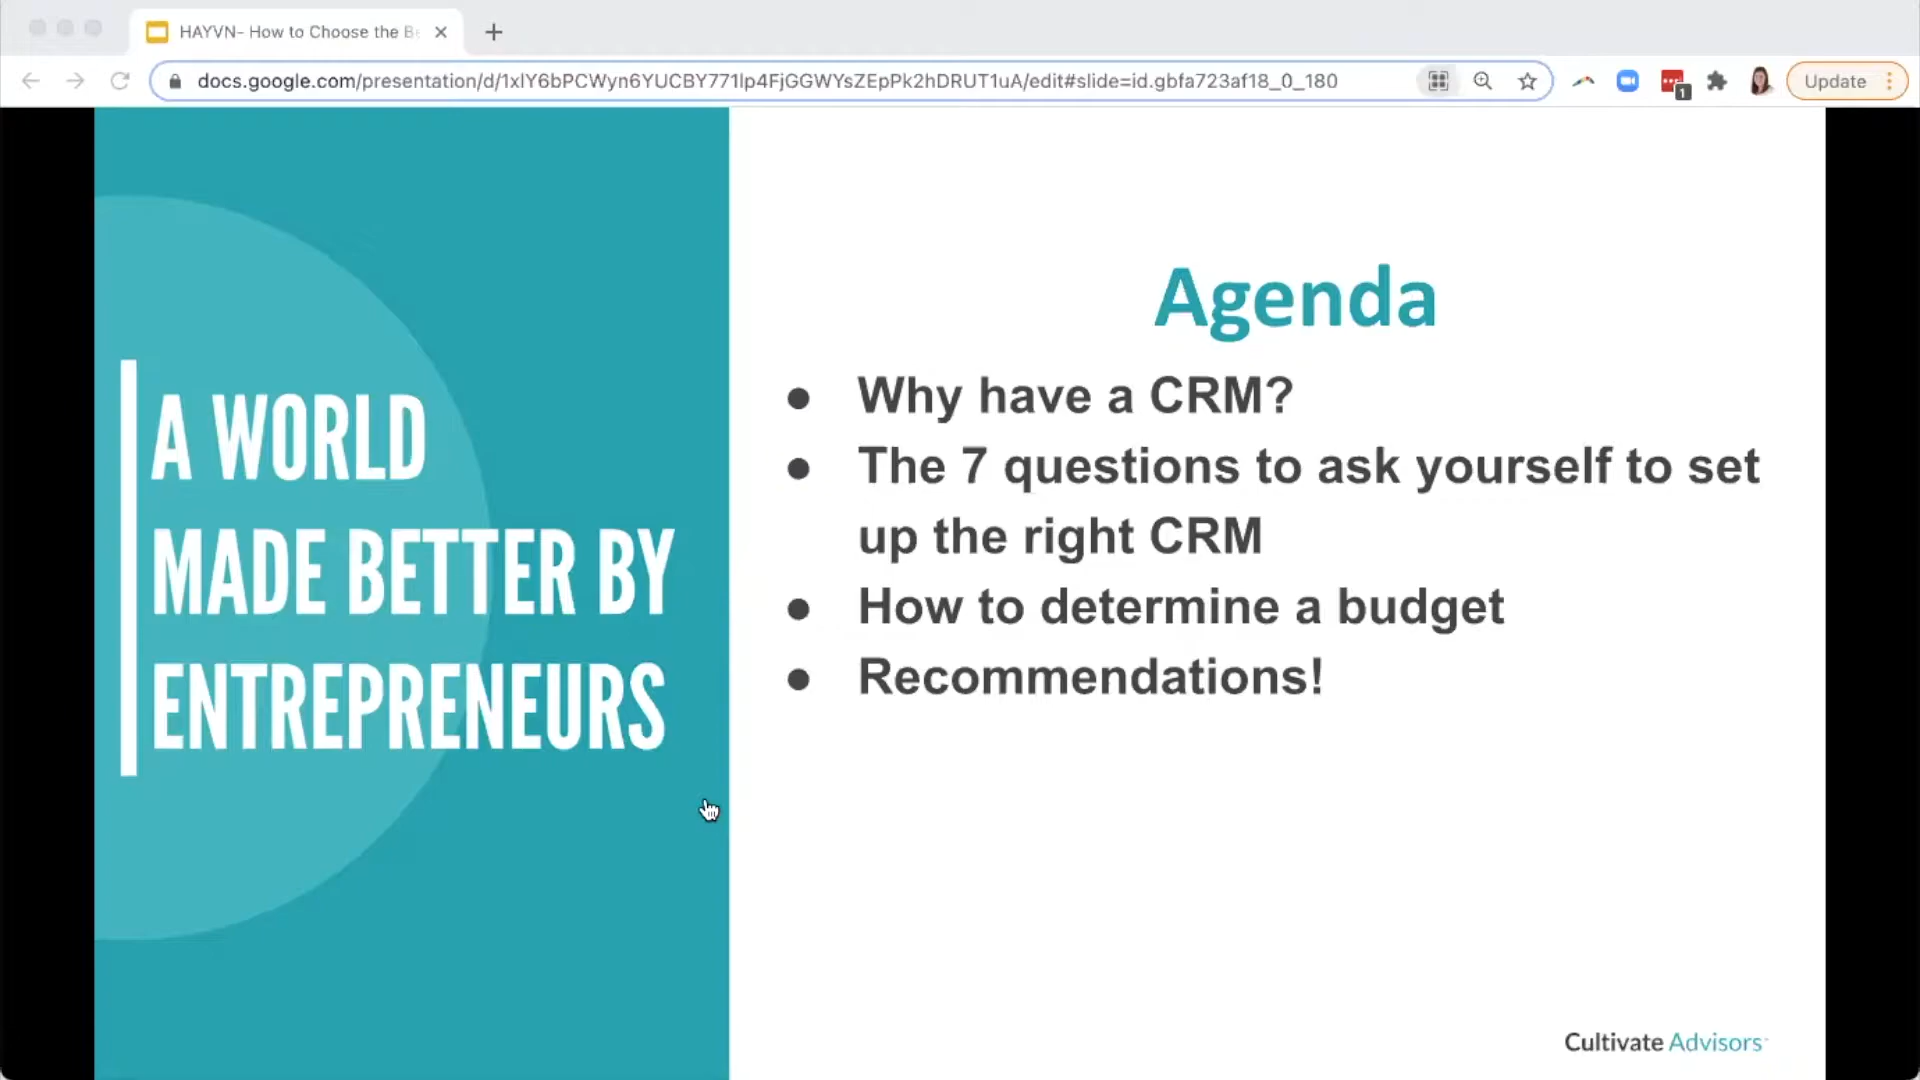 HAYVN- How to Choose the Be
docs.google.com/presentation/d/1xlY6bPCWyn6YUCBY771lp4FjGGWYsZEpPk2hDRUT1uA/edit#slide=id.gbfa723af18_0_180
1
Update
A WORLD
MADE BETTER BY
ENTREPRENEURS
Agenda
● Why have a CRM?
● The 7 questions to ask yourself to set
up the right CRM
● How to determine a budget
● Recommendations!
Cultivate Advisors